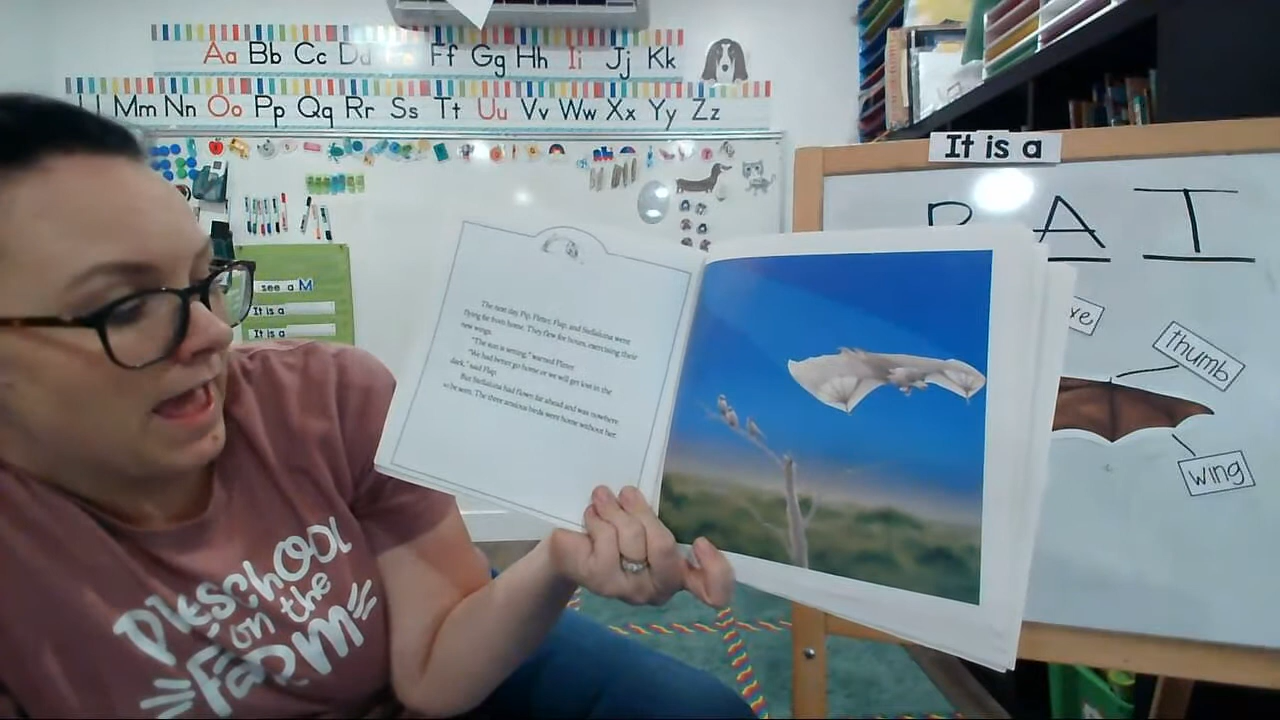 Aa Bb Cc Dd Ff Gg Hh Ii Jj Kk
Ll Mm Nn Oo Pp Qq Rr Ss Tt Uu Vv Ww Xx Yy Zz
It is a
BAT
see a M
It is a
It is a
The next day, Pip, Flitter, Flap, and Stellaluna went
flying far from home. They flew for hours, exercising their
new wings.
"The sun is setting," warned Flitter.
"We had better go home or we will get lost in the
dark," said Flap.
But Stellaluna had flown far ahead and was nowhere
to be seen. The three anxious birds went home without her.
thumb
wing
PRESCHOOL
on the
FARM